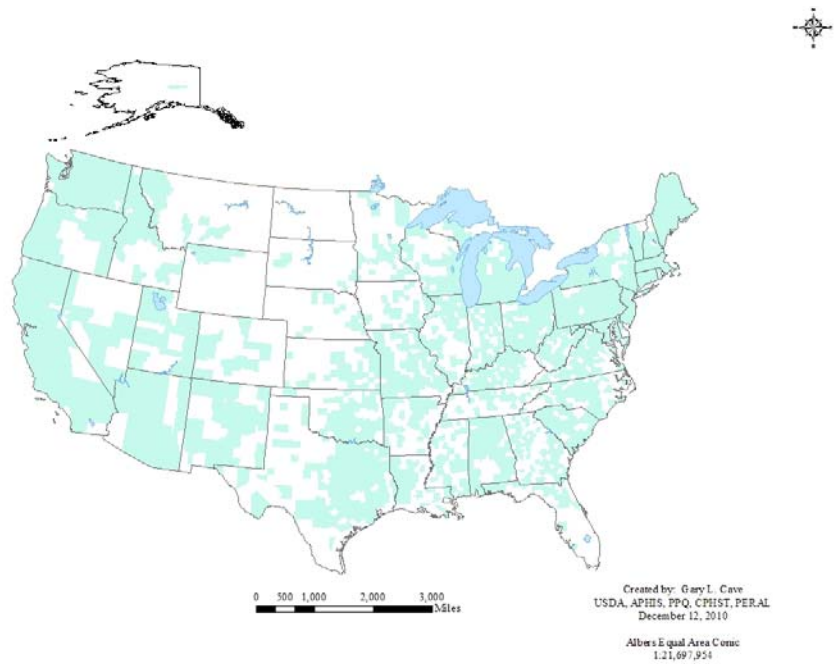 0 500 1,000 2,000 3,000
Miles
Created by: Gary L. Cave
USDA, APHIS, PPQ, CPHST, PERAL
December 12, 2010
Albers Equal Area Conic
1:21,697,954